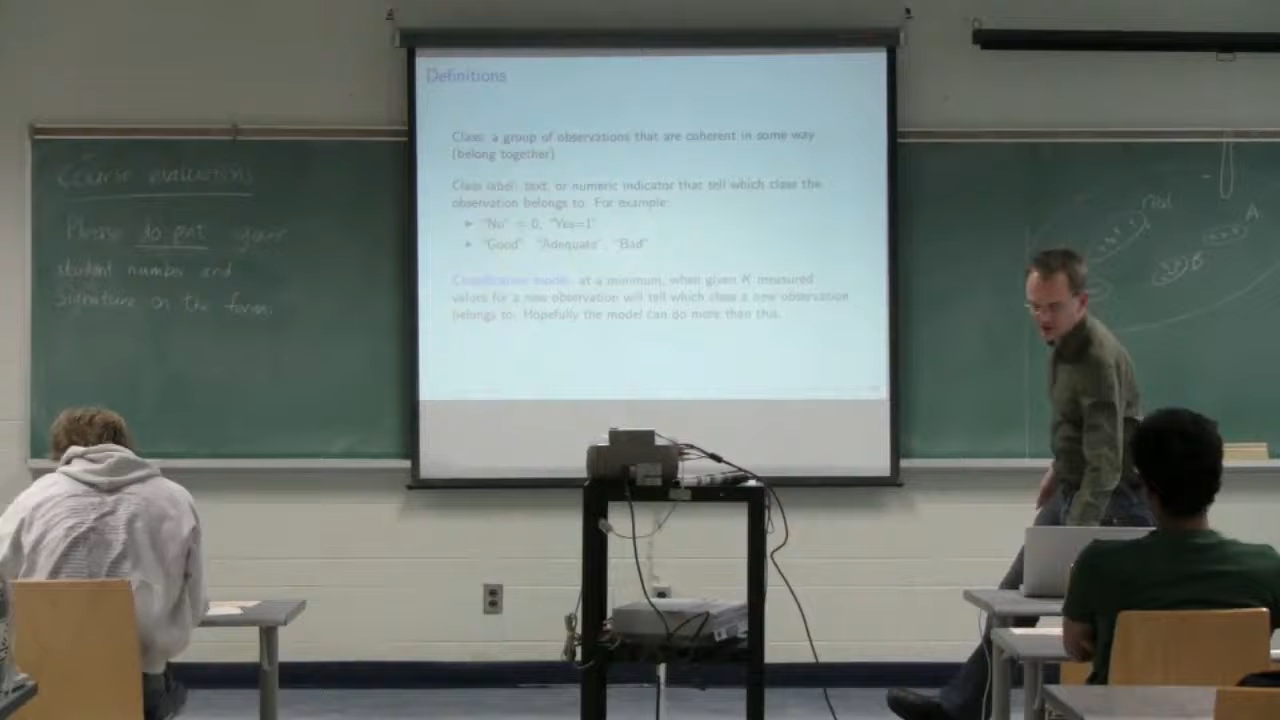 Course evaluations
Please do put your
student number and
signature on the form.
Definitions
Class: a group of observations that are coherent in some way
(belong together)
Class label: text, or numeric indicator that tell which class the
observation belongs to. For example:
► "No" = 0, "Yes=1"
► "Good", "Adequate", "Bad"
Classification model: at a minimum, when given K measured
values for a new observation will tell which class a new observation
belongs to. Hopefully the model can do more than this.
A
B